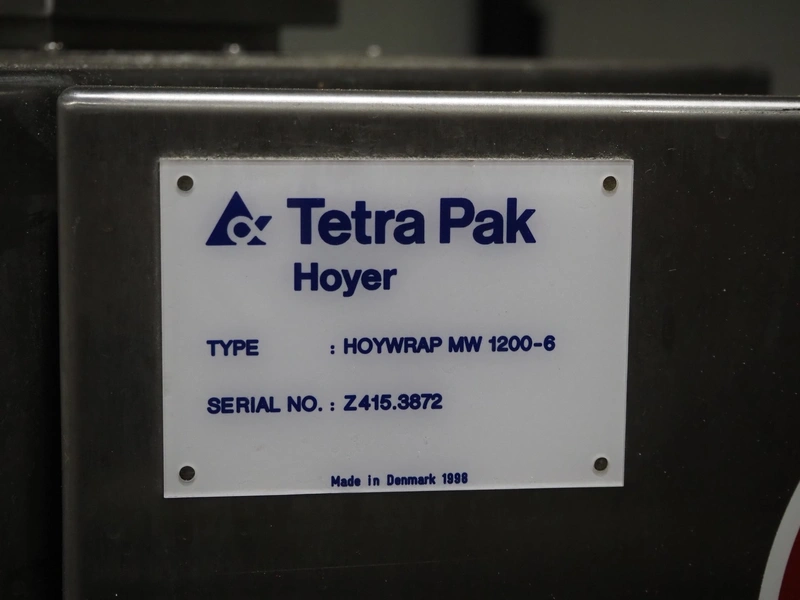 Tetra Pak
Hoyer
TYPE : HOYWRAP MW 1200-6
SERIAL NO. : Z415.3872
Made in Denmark 1998